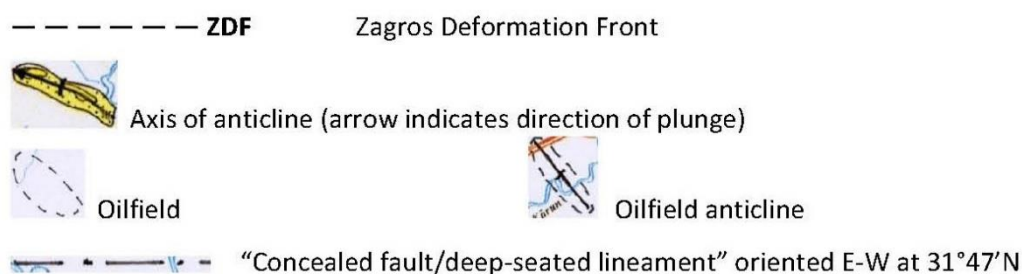 ZDF Zagros Deformation Front
Axis of anticline (arrow indicates direction of plunge)
Oilfield
Oilfield anticline
Kārun
“Concealed fault/deep-seated lineament” oriented E-W at 31°47’N